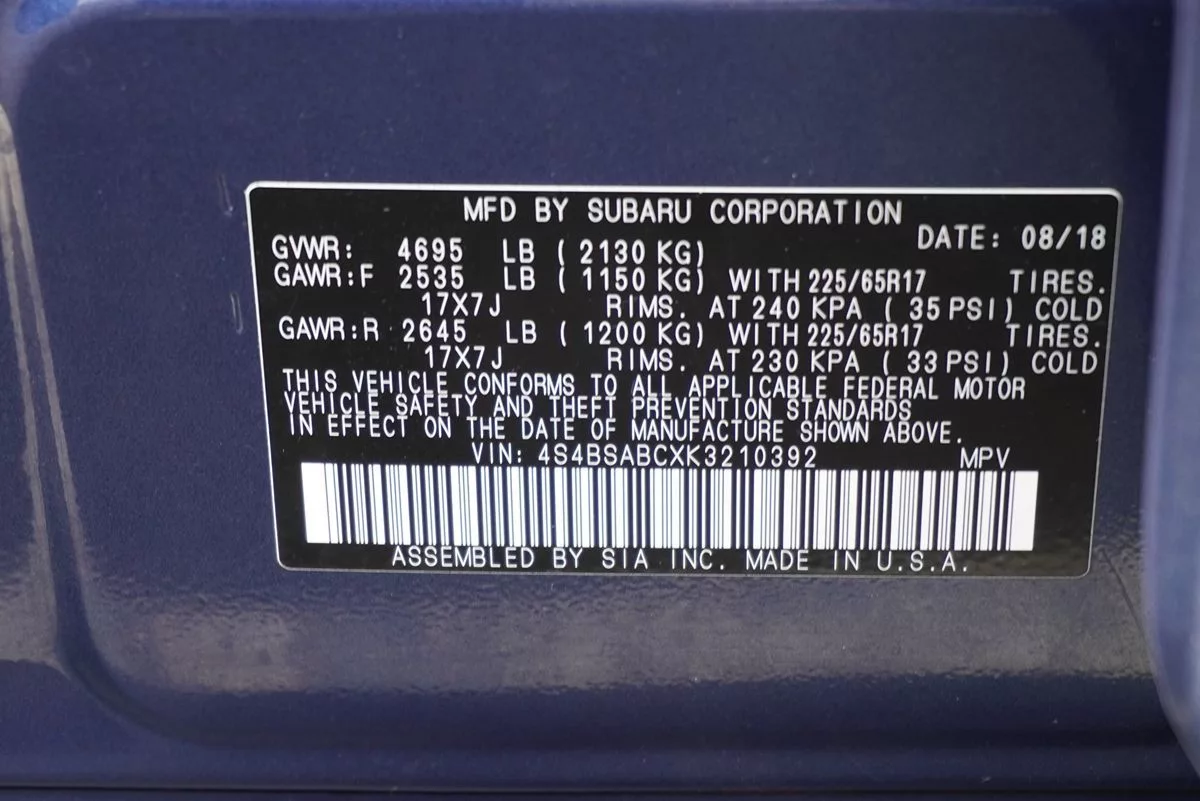 MFD BY SUBARU CORPORATION
DATE: 08/18
GVWR: 4695 LB ( 2130 KG)
GAWR:F 2535 LB ( 1150 KG) WITH 225/65R17 TIRES.
17X7J RIMS. AT 240 KPA ( 35 PSI) COLD
GAWR:R 2645 LB ( 1200 KG) WITH 225/65R17 TIRES.
17X7J RIMS. AT 230 KPA ( 33 PSI) COLD
THIS VEHICLE CONFORMS TO ALL APPLICABLE FEDERAL MOTOR
VEHICLE SAFETY AND THEFT PREVENTION STANDARDS
IN EFFECT ON THE DATE OF MANUFACTURE SHOWN ABOVE.
VIN: 4S4BSABCXK3210392 MPV
ASSEMBLED BY SIA INC. MADE IN U.S.A.